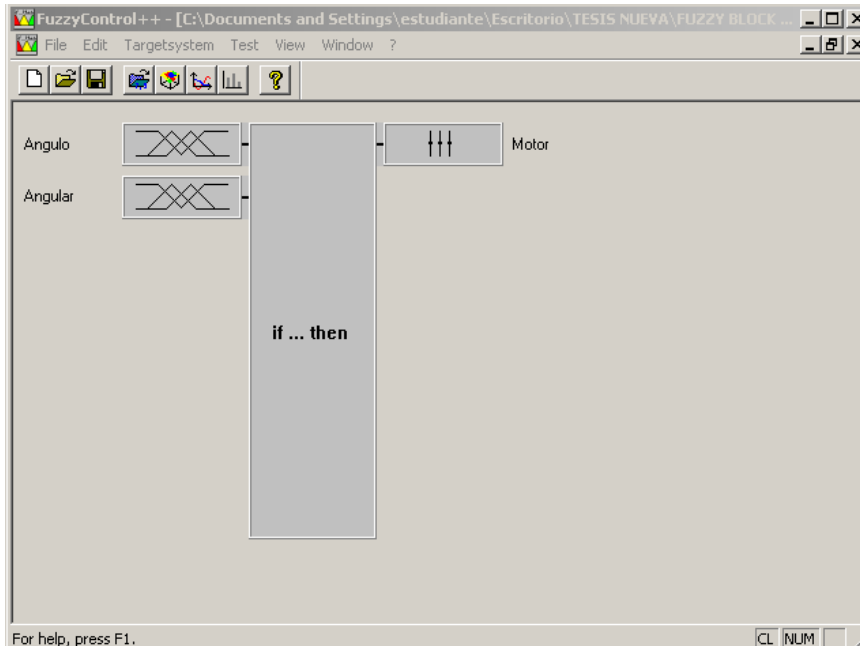 FuzzyControl++ - [C:\Documents and Settings\estudiante\Escritorio\TESIS NUEVA\FUZZY BLOCK ...
File Edit Targetsystem Test View Window ?
Angulo
Motor
Angular
if ... then
For help, press F1.
CL NUM